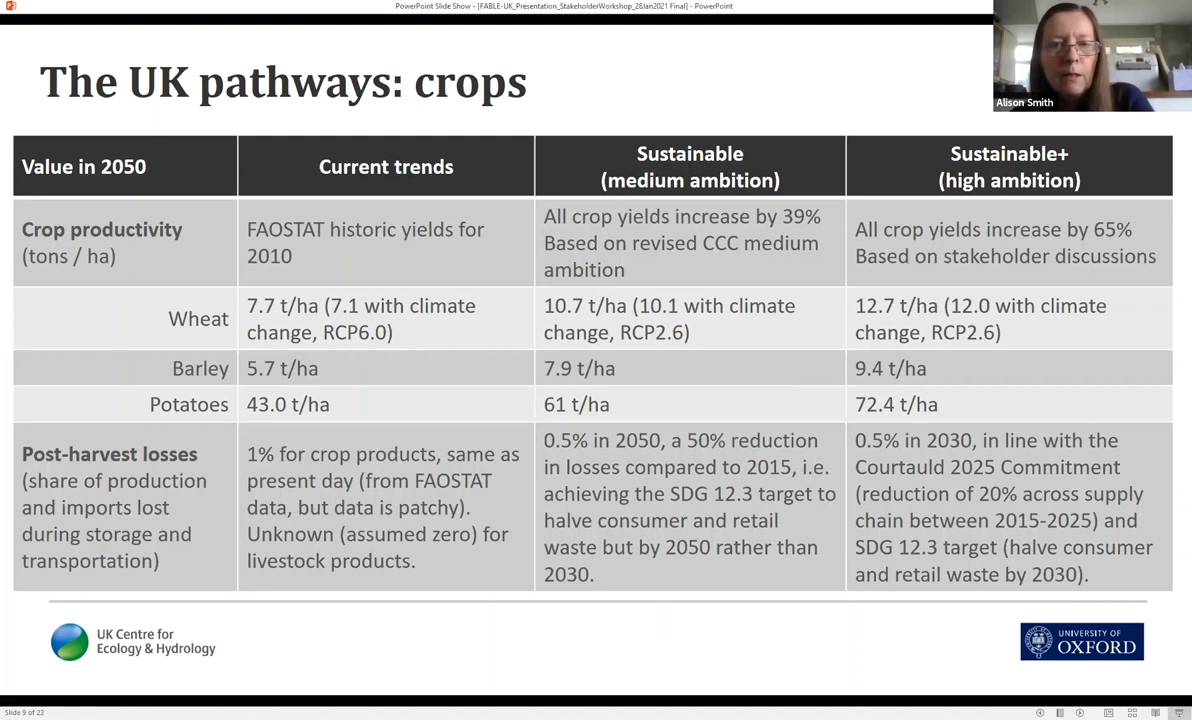 PowerPoint Slide Show - [FABLE-UK_Presentation_StakeholderWorkshop_28Jan2021 Final] - PowerPoint
Alison Smith
The UK pathways: crops
Value in 2050
Current trends
Sustainable
(medium ambition)
Sustainable+
(high ambition)
Crop productivity
(tons / ha)
FAOSTAT historic yields for
2010
All crop yields increase by 39%
Based on revised CCC medium
ambition
All crop yields increase by 65%
Based on stakeholder discussions
Wheat
7.7 t/ha (7.1 with climate
change, RCP6.0)
10.7 t/ha (10.1 with climate
change, RCP2.6)
12.7 t/ha (12.0 with climate
change, RCP2.6)
Barley
5.7 t/ha
7.9 t/ha
9.4 t/ha
Potatoes
43.0 t/ha
61 t/ha
72.4 t/ha
Post-harvest losses
(share of production
and imports lost
during storage and
transportation)
1% for crop products, same as
present day (from FAOSTAT
data, but data is patchy).
Unknown (assumed zero) for
livestock products.
0.5% in 2050, a 50% reduction
in losses compared to 2015, i.e.
achieving the SDG 12.3 target to
halve consumer and retail
waste but by 2050 rather than
2030.
0.5% in 2030, in line with the
Courtauld 2025 Commitment
(reduction of 20% across supply
chain between 2015-2025) and
SDG 12.3 target (halve consumer
and retail waste by 2030).
UK Centre for
Ecology & Hydrology
UNIVERSITY OF
OXFORD
Slide 9 of 22